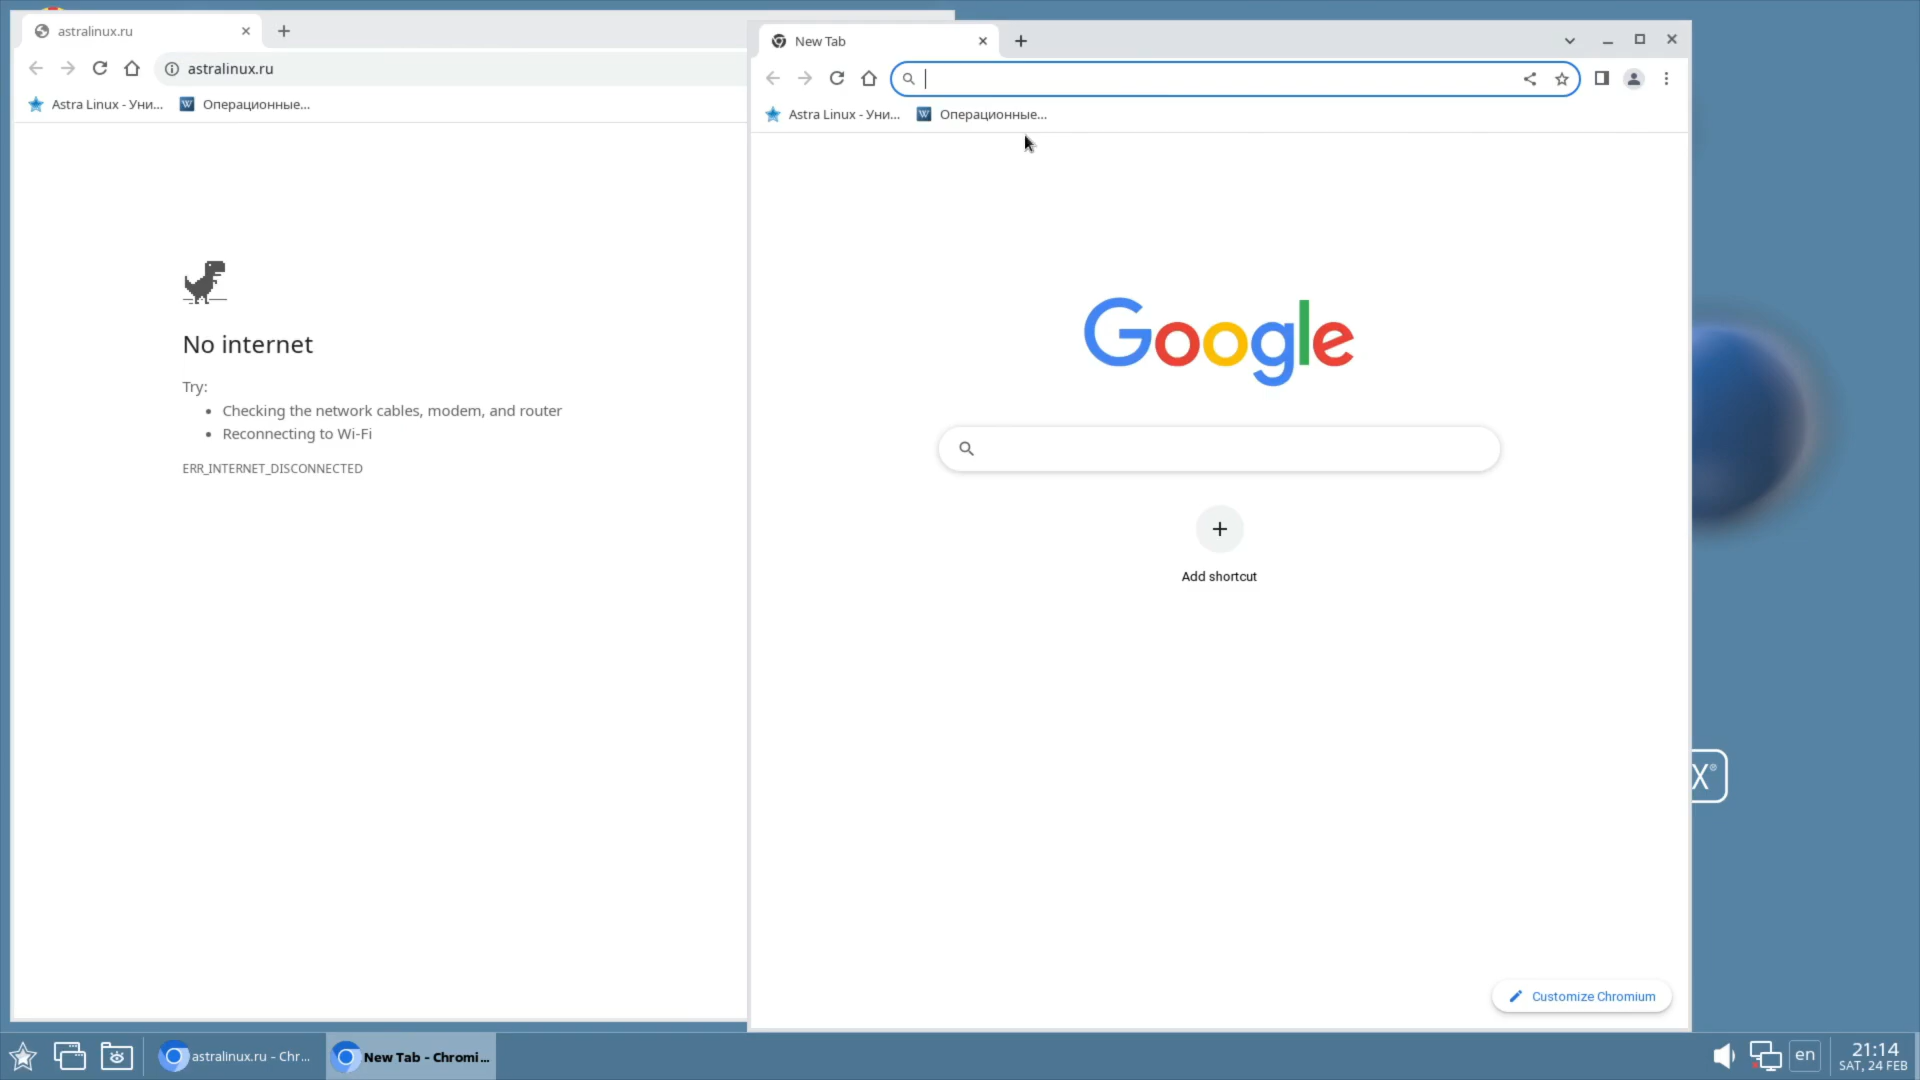 astralinux.ru
astralinux.ru
Astra Linux - Уни...
Операционные...
No internet
Try:
Checking the network cables, modem, and router
Reconnecting to Wi-Fi
ERR_INTERNET_DISCONNECTED
New Tab
Astra Linux - Уни...
Операционные...
Google
Add shortcut
Customize Chromium
X®
astralinux.ru - Chr...
New Tab - Chromi...
en
21:14
SAT, 24 FEB